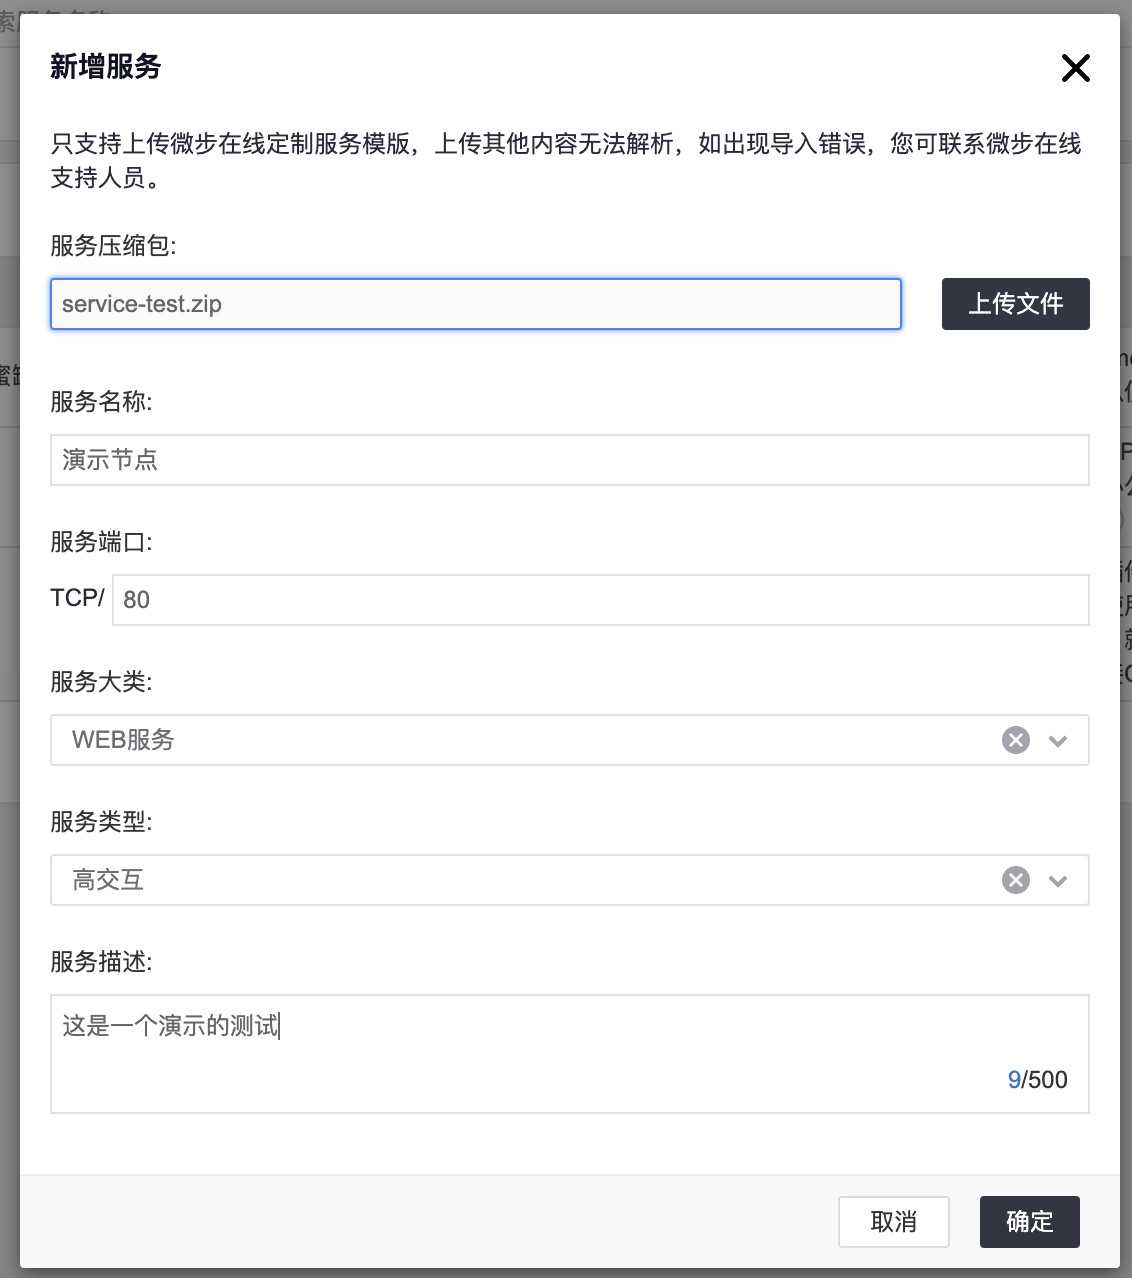 新增服务
只支持上传微步在线定制服务模版，上传其他内容无法解析，如出现导入错误，您可联系微步在线
支持人员。
服务压缩包:
service-test.zip
上传文件
服务名称:
演示节点
服务端口:
TCP/ 80
服务大类:
WEB服务
服务类型:
高交互
服务描述:
这是一个演示的测试
9/500
取消
确定